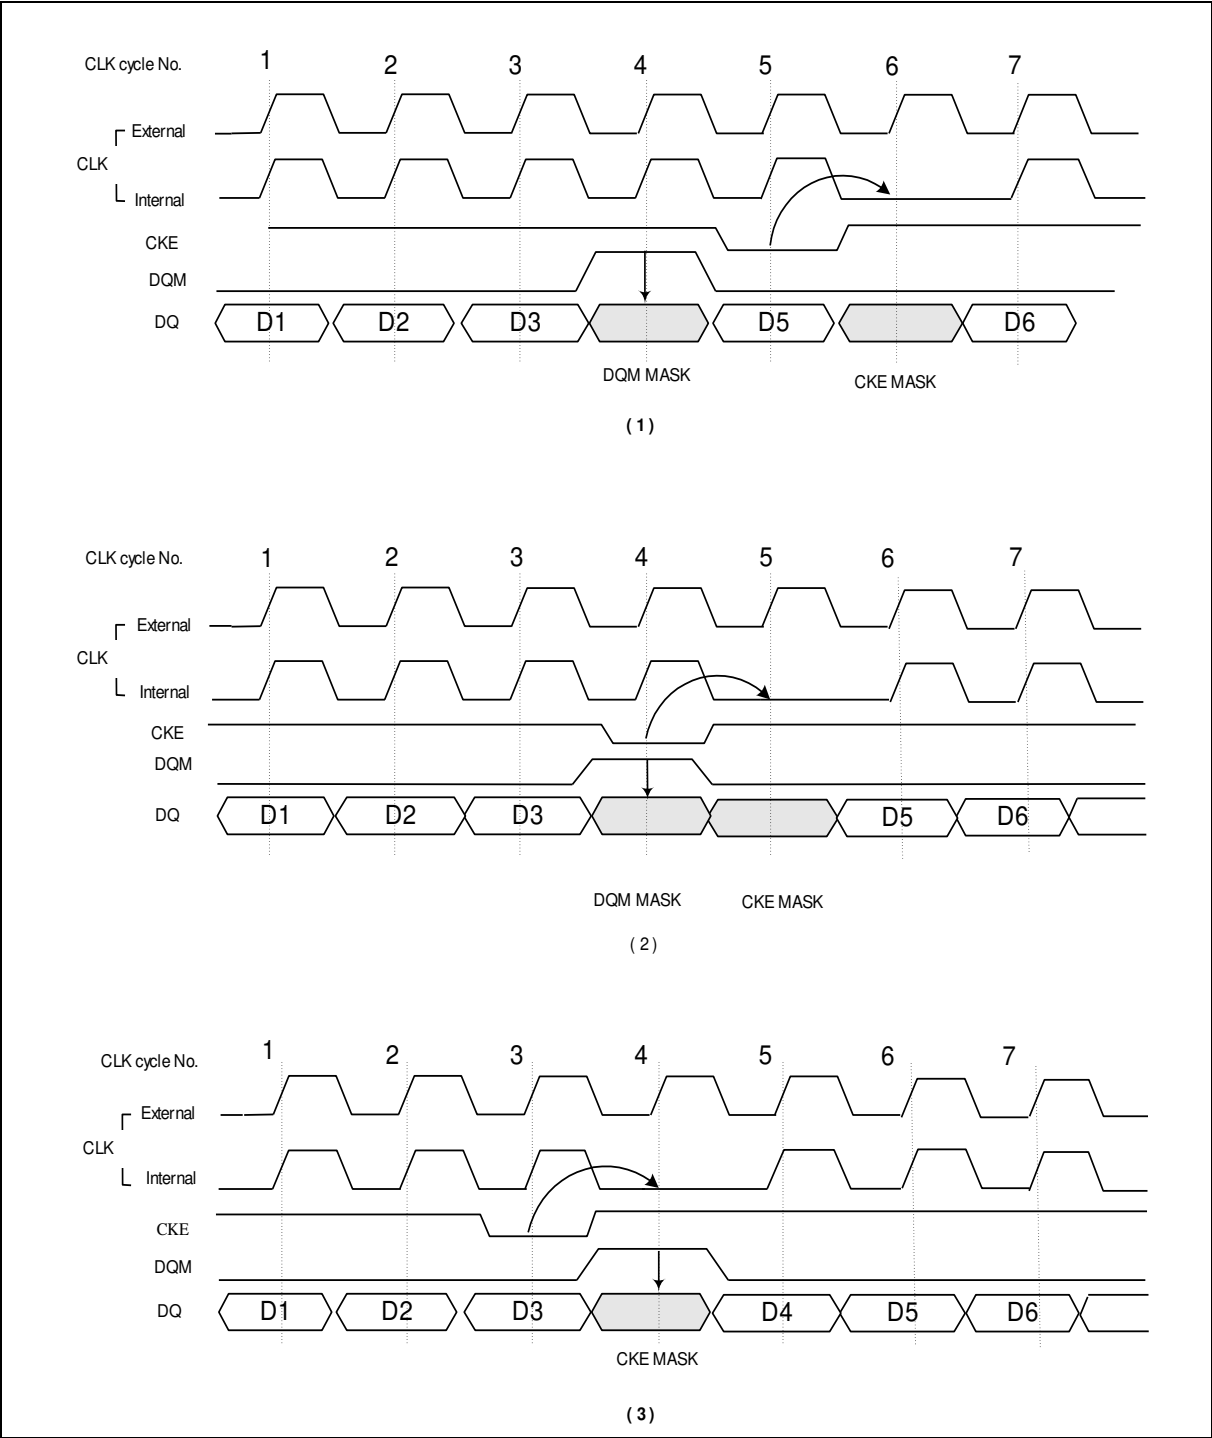 CLK cycle No. 1 2 3 4 5 6 7
External
CLK
Internal
CKE
DQM
DQ D1 D2 D3 D5 D6
DQM MASK CKE MASK
( 1 )
CLK cycle No. 1 2 3 4 5 6 7
External
CLK
Internal
CKE
DQM
DQ D1 D2 D3 D5 D6
DQM MASK CKE MASK
( 2 )
CLK cycle No. 1 2 3 4 5 6 7
External
CLK
Internal
CKE
DQM
DQ D1 D2 D3 D4 D5 D6
CKE MASK
( 3 )